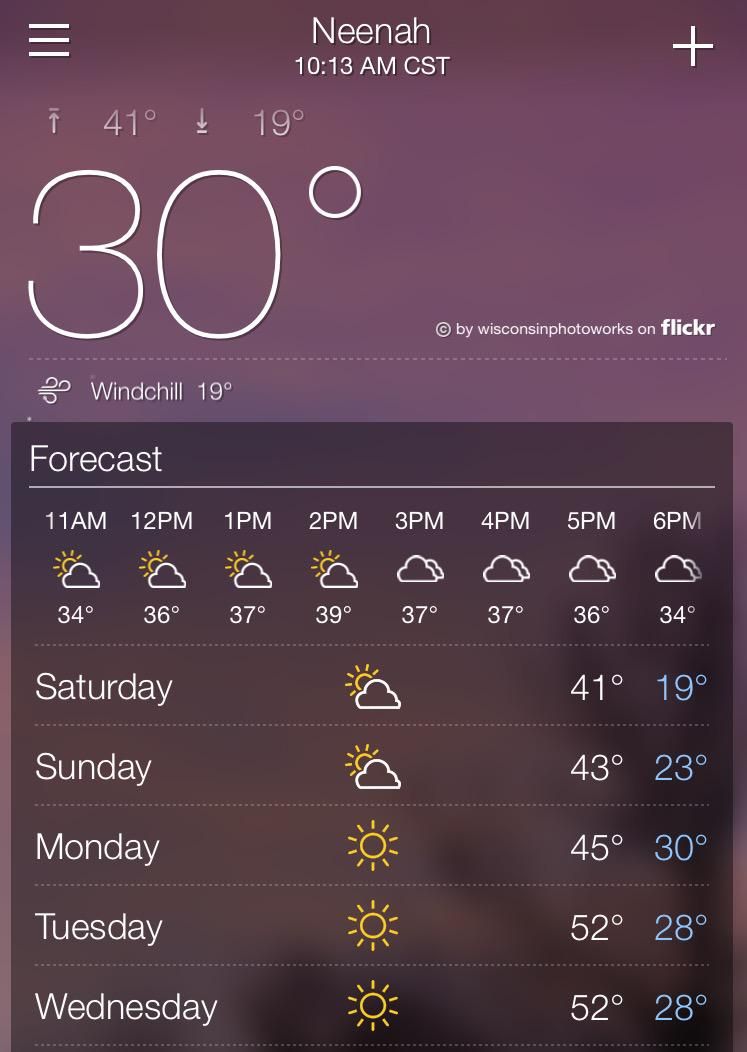 Neenah
10:13 AM CST
41° 19°
30°
© by wisconsinphotoworks on flickr
Windchill 19°
Forecast
11AM 12PM 1PM 2PM 3PM 4PM 5PM 6PM
34° 36° 37° 39° 37° 37° 36° 34°
Saturday 41° 19°
Sunday 43° 23°
Monday 45° 30°
Tuesday 52° 28°
Wednesday 52° 28°